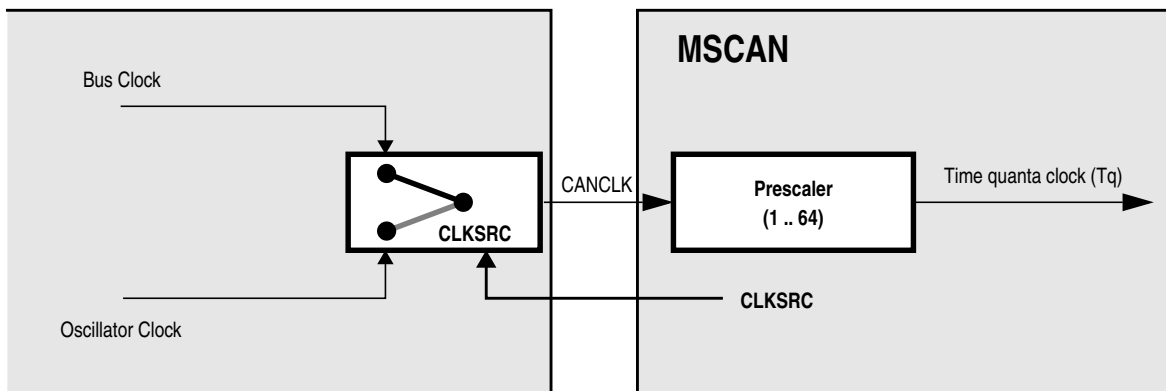 MSCAN
Bus Clock
CANCLK
Prescaler
(1 .. 64)
Time quanta clock (Tq)
CLKSRC
CLKSRC
Oscillator Clock